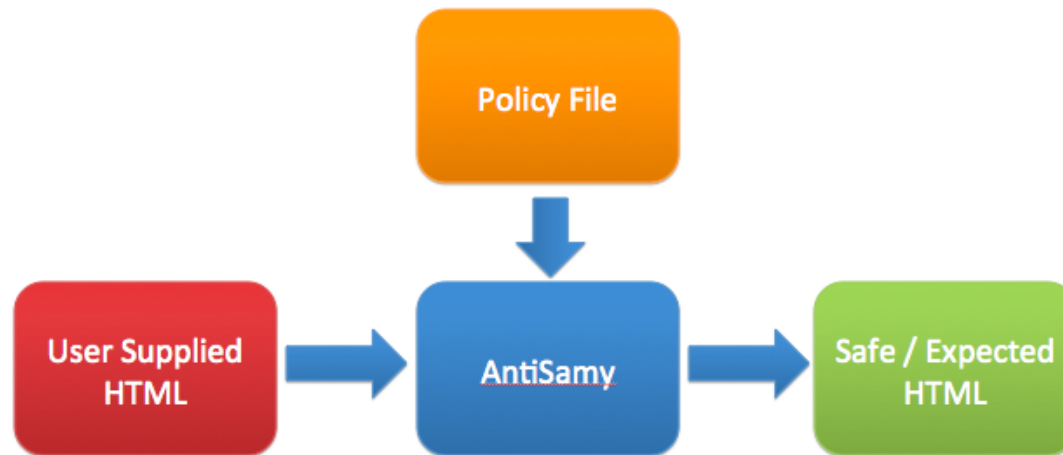 Policy File
User Supplied
HTML
AntiSamy
Safe / Expected
HTML